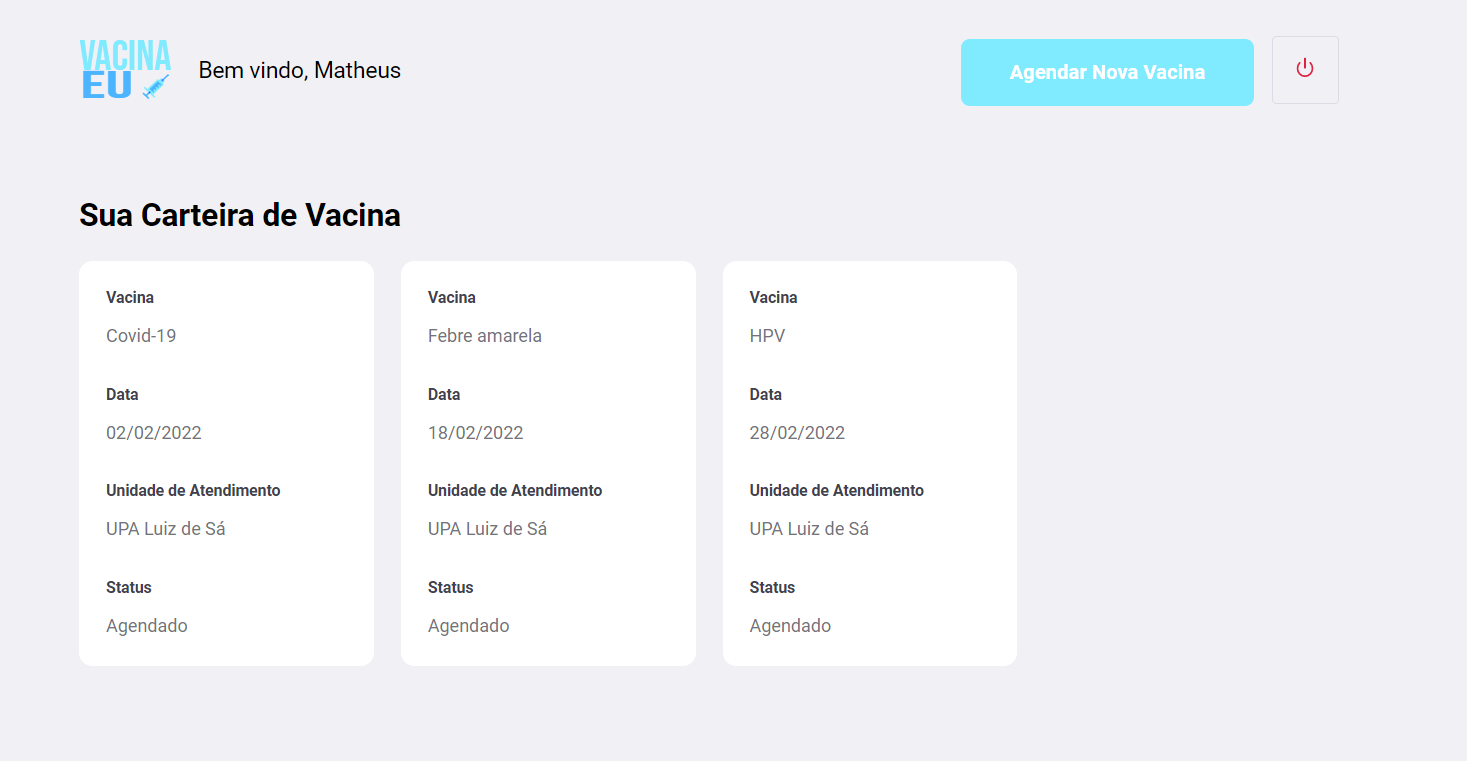 VACINA
EU
Bem vindo, Matheus
Agendar Nova Vacina
Sua Carteira de Vacina
Vacina
Covid-19
Data
02/02/2022
Unidade de Atendimento
UPA Luiz de Sá
Status
Agendado
Vacina
Febre amarela
Data
18/02/2022
Unidade de Atendimento
UPA Luiz de Sá
Status
Agendado
Vacina
HPV
Data
28/02/2022
Unidade de Atendimento
UPA Luiz de Sá
Status
Agendado